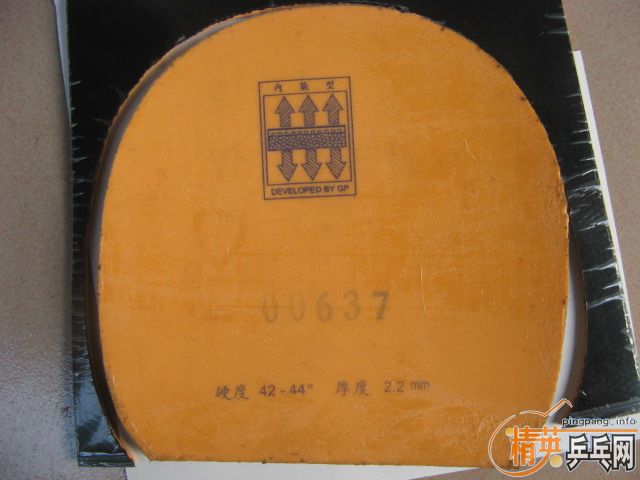 内能型
DEVELOPED BY GP
00637
硬度 42-44° 厚度 2.2 mm
pingpang.info
精英乒乓网